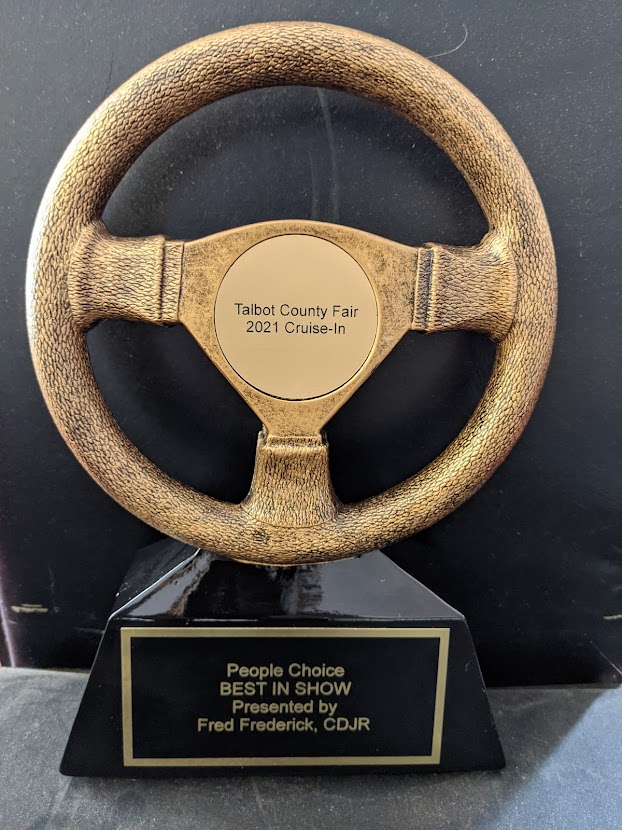 Talbot County Fair
2021 Cruise-In
People Choice
BEST IN SHOW
Presented by
Fred Frederick, CDJR